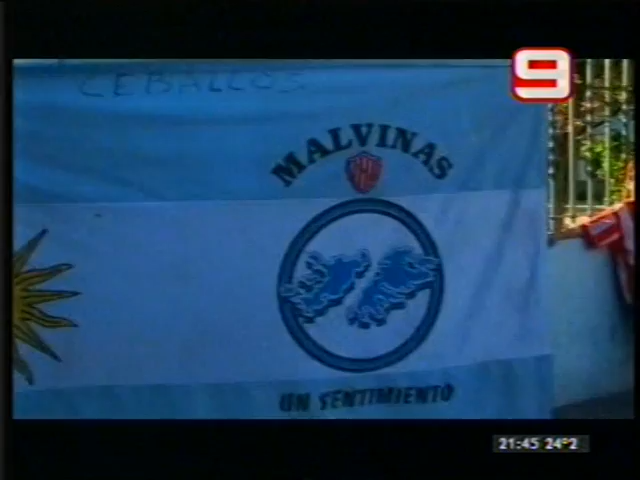 CEBALLOS
9
MALVINAS
UN SENTIMIENTO
21:45 24°2